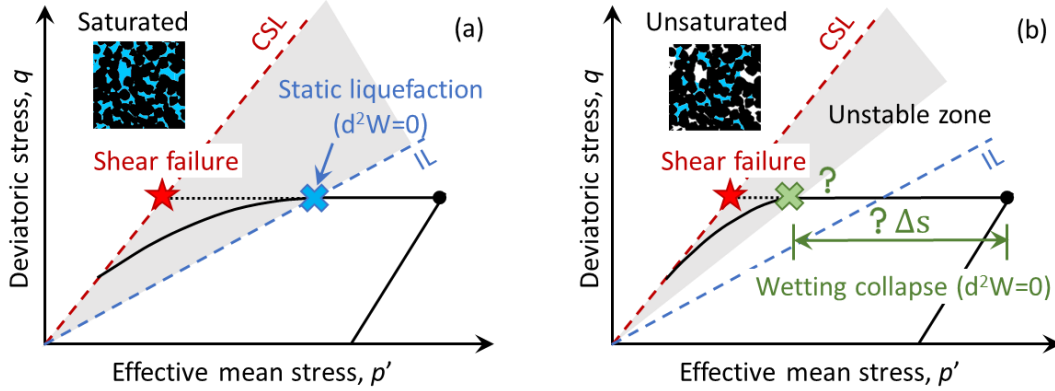 Saturated
(a)
CSL
Static liquefaction
(d²W=0)
IL
Shear failure
Deviatoric stress, q
Effective mean stress, p’
Unsaturated
(b)
CSL
Unstable zone
IL
Shear failure
?
? Δs
Wetting collapse (d²W=0)
Deviatoric stress, q
Effective mean stress, p’